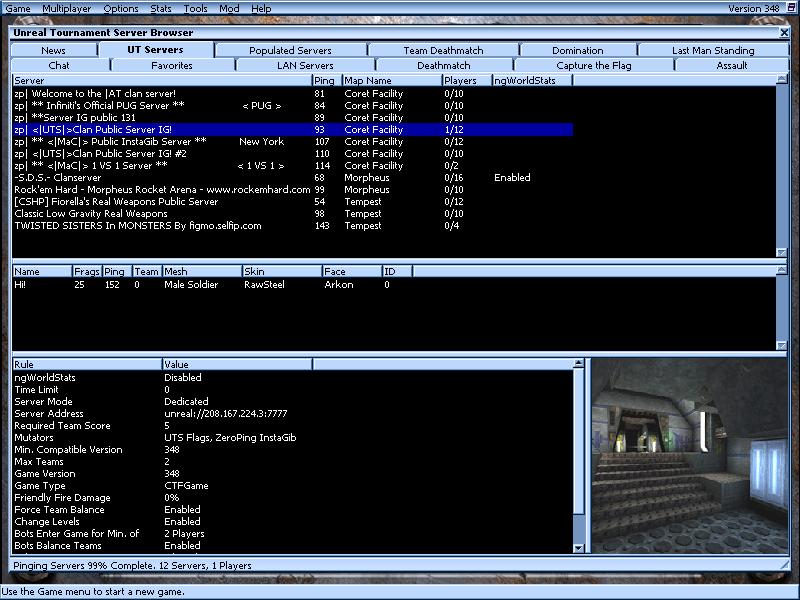 Game Multiplayer Options Stats Tools Mod Help Version 348
Unreal Tournament Server Browser
News UT Servers Populated Servers Team Deathmatch Domination Last Man Standing
Chat Favorites LAN Servers Deathmatch Capture the Flag Assault
Server Ping Map Name Players ngWorldStats
zp| Welcome to the |AT clan server! 81 Coret Facility 0/10
zp| ** Infiniti's Official PUG Server ** < PUG > 84 Coret Facility 0/10
zp| **Server IG public 131 89 Coret Facility 0/10
zp| <|UTS|>Clan Public Server IG! 93 Coret Facility 1/12
zp| ** <|MaC|> Public InstaGib Server ** New York 107 Coret Facility 0/12
zp| <|UTS|>Clan Public Server IG! #2 110 Coret Facility 0/12
zp| ** <|MaC|> 1 VS 1 Server ** < 1 VS 1 > 114 Coret Facility 0/2
-S.D.S.- Clanserver 68 Morpheus 0/16 Enabled
Rock'em Hard - Morpheus Rocket Arena - www.rockemhard.com 99 Morpheus 0/10
[CSHP] Fiorella's Real Weapons Public Server 54 Tempest 0/12
Classic Low Gravity Real Weapons 98 Tempest 0/10
TWISTED SISTERS In MONSTERS By figmo.selfip.com 143 Tempest 0/4
Name Frags Ping Team Mesh Skin Face ID
Hi! 25 152 0 Male Soldier RawSteel Arkon 0
Rule Value
ngWorldStats Disabled
Time Limit 0
Server Mode Dedicated
Server Address unreal://208.167.224.3:7777
Required Team Score 5
Mutators UTS Flags, ZeroPing InstaGib
Min. Compatible Version 348
Max Teams 2
Game Version 348
Game Type CTFGame
Friendly Fire Damage 0%
Force Team Balance Enabled
Change Levels Enabled
Bots Enter Game for Min. of 2 Players
Bots Balance Teams Enabled
Pinging Servers 99% Complete. 12 Servers, 1 Players
Use the Game menu to start a new game.